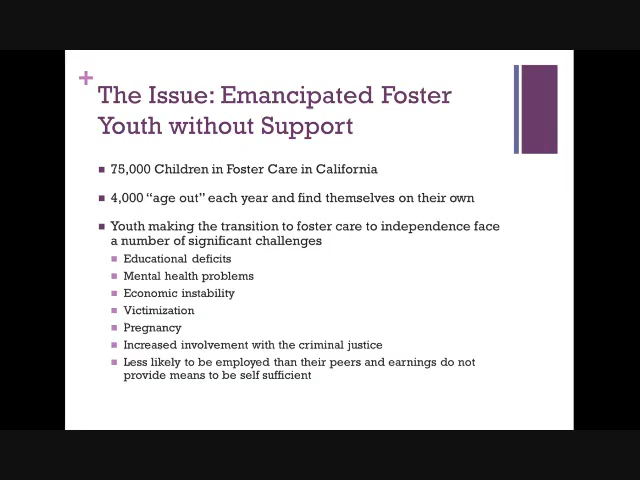 +
The Issue: Emancipated Foster
Youth without Support
75,000 Children in Foster Care in California
4,000 “age out” each year and find themselves on their own
Youth making the transition to foster care to independence face
a number of significant challenges
Educational deficits
Mental health problems
Economic instability
Victimization
Pregnancy
Increased involvement with the criminal justice
Less likely to be employed than their peers and earnings do not
provide means to be self sufficient